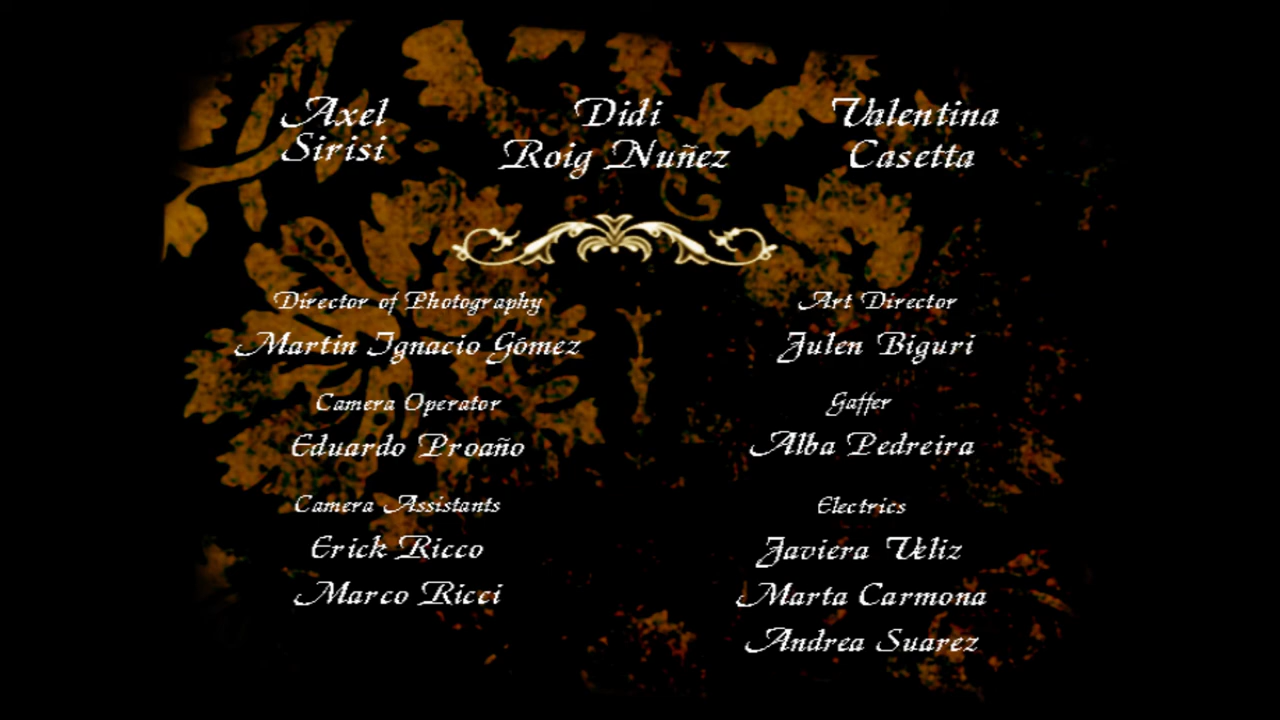 Axel
Sirisi
Didi
Roig Nuñez
Valentina
Casetta
Director of Photography
Martin Ignacio Gómez
Camera Operator
Eduardo Proaño
Camera Assistants
Erick Ricco
Marco Ricci
Art Director
Julen Biguri
Gaffer
Alba Pedreira
Electrics
Javiera Veliz
Marta Carmona
Andrea Suarez